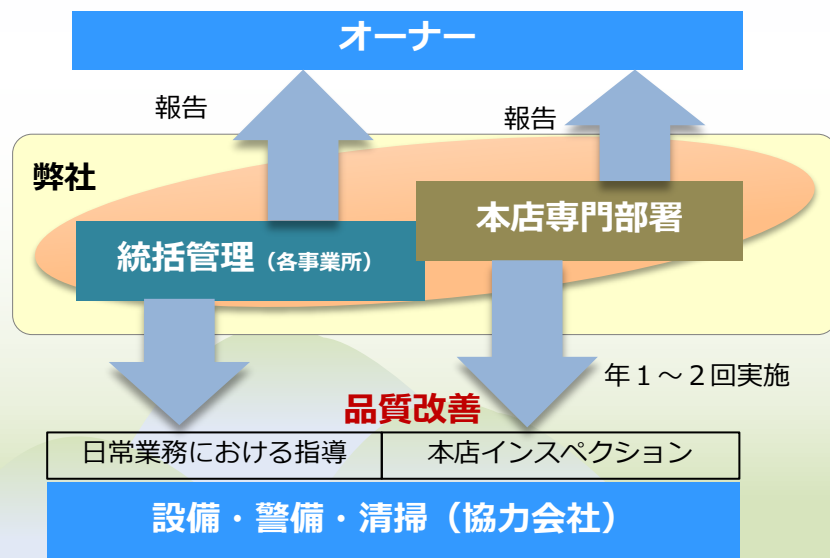 オーナー
報告
報告
弊社
本店専門部署
統括管理（各事業所）
年１～２回実施
品質改善
日常業務における指導
本店インスペクション
設備・警備・清掃（協力会社）